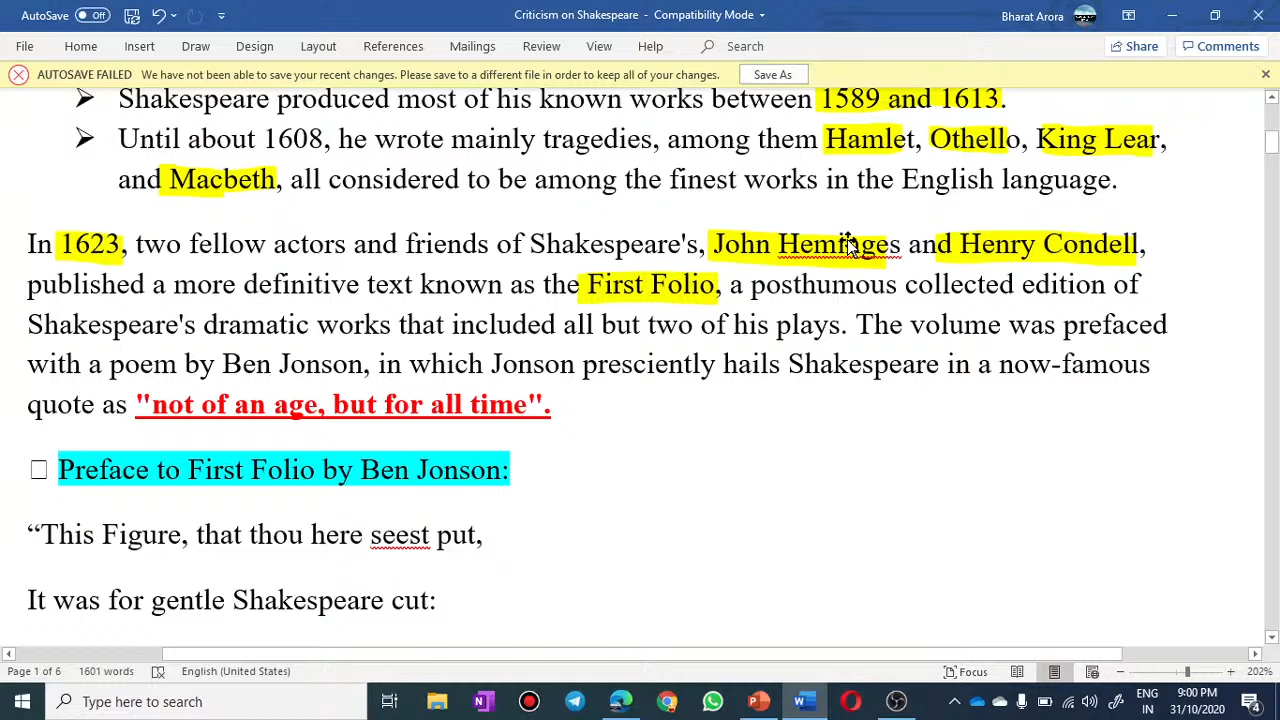 AutoSave Off Criticism on Shakespeare - Compatibility Mode Bharat Arora
File Home Insert Draw Design Layout References Mailings Review View Help Search Share Comments
AUTOSAVE FAILED We have not been able to save your recent changes. Please save to a different file in order to keep all of your changes. Save As
Shakespeare produced most of his known works between 1589 and 1613.
Until about 1608, he wrote mainly tragedies, among them Hamlet, Othello, King Lear,
and Macbeth, all considered to be among the finest works in the English language.
In 1623, two fellow actors and friends of Shakespeare's, John Heminges and Henry Condell,
published a more definitive text known as the First Folio, a posthumous collected edition of
Shakespeare's dramatic works that included all but two of his plays. The volume was prefaced
with a poem by Ben Jonson, in which Jonson presciently hails Shakespeare in a now-famous
quote as "not of an age, but for all time".
Preface to First Folio by Ben Jonson:
“This Figure, that thou here seest put,
It was for gentle Shakespeare cut:
Page 1 of 6 1601 words English (United States) Focus 202%
Type here to search ENG 9:00 PM
IN 31/10/2020 4